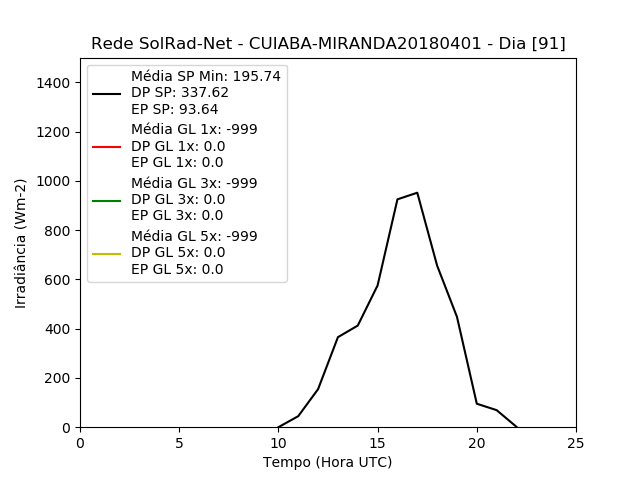 Rede SolRad-Net - CUIABA-MIRANDA20180401 - Dia [91]
Média SP Min: 195.74
DP SP: 337.62
EP SP: 93.64
Média GL 1x: -999
DP GL 1x: 0.0
EP GL 1x: 0.0
Média GL 3x: -999
DP GL 3x: 0.0
EP GL 3x: 0.0
Média GL 5x: -999
DP GL 5x: 0.0
EP GL 5x: 0.0
Irradiância (Wm-2)
1400
1200
1000
800
600
400
200
0
0 5 10 15 20 25
Tempo (Hora UTC)